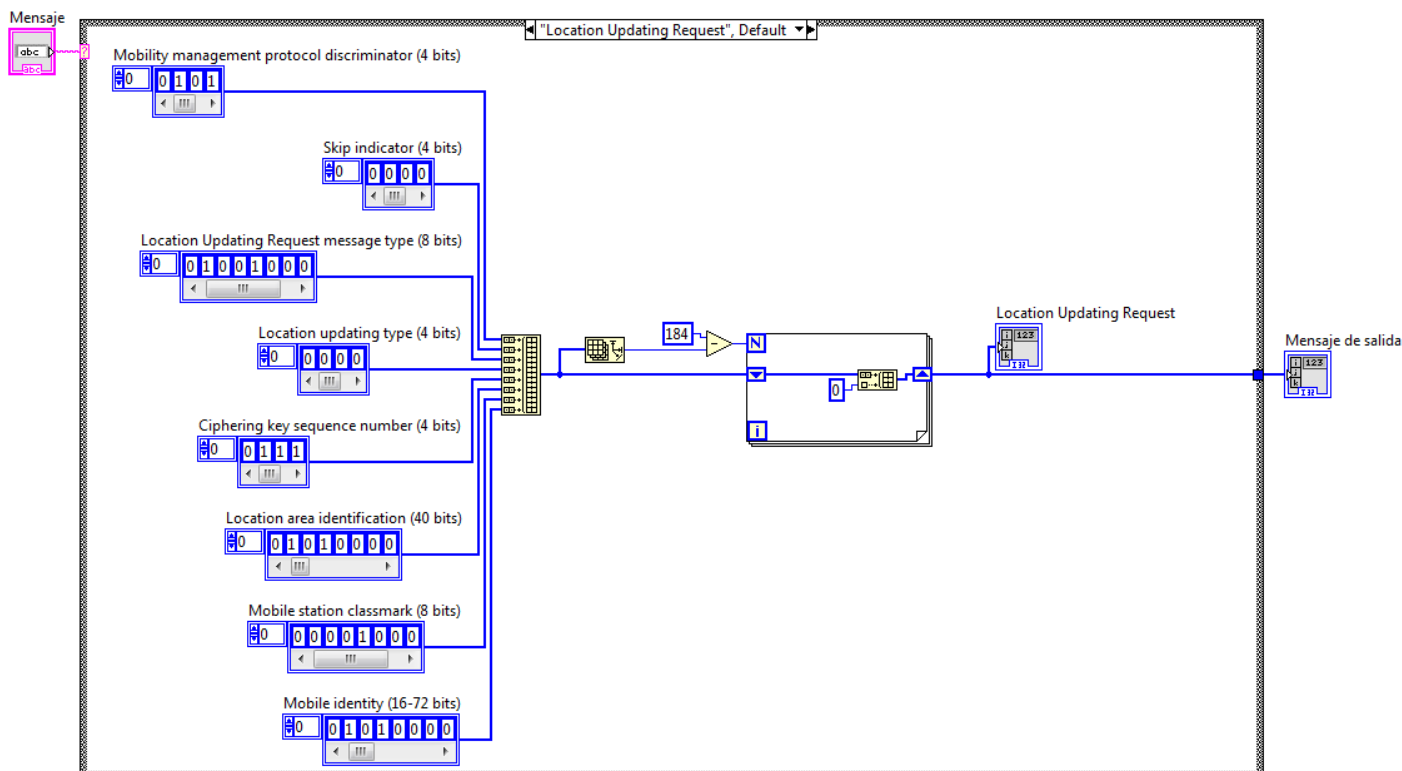 Mensaje
abc
abc
?
"Location Updating Request", Default
Mobility management protocol discriminator (4 bits)
0 0 1 0 1
Skip indicator (4 bits)
0 0 0 0 0
Location Updating Request message type (8 bits)
0 0 1 0 0 1 0 0 0
Location updating type (4 bits)
0 0 0 0 0
Ciphering key sequence number (4 bits)
0 0 1 1 1
Location area identification (40 bits)
0 0 1 0 1 0 0 0 0
Mobile station classmark (8 bits)
0 0 0 0 0 1 0 0 0
Mobile identity (16-72 bits)
0 0 1 0 1 0 0 0 0
184
-
N
0
i
Location Updating Request
i 123
j
k
I32
Mensaje de salida
i 123
j
k
I32